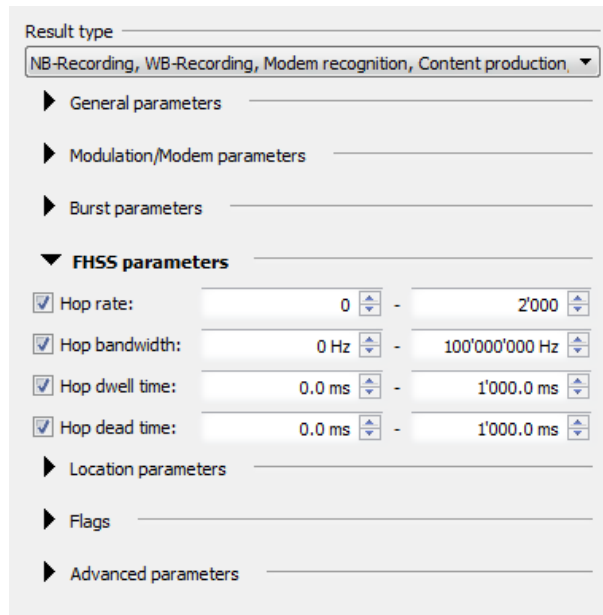 Result type
NB-Recording, WB-Recording, Modem recognition, Content production,
General parameters
Modulation/Modem parameters
Burst parameters
FHSS parameters
Hop rate: 0 - 2'000
Hop bandwidth: 0 Hz - 100'000'000 Hz
Hop dwell time: 0.0 ms - 1'000.0 ms
Hop dead time: 0.0 ms - 1'000.0 ms
Location parameters
Flags
Advanced parameters